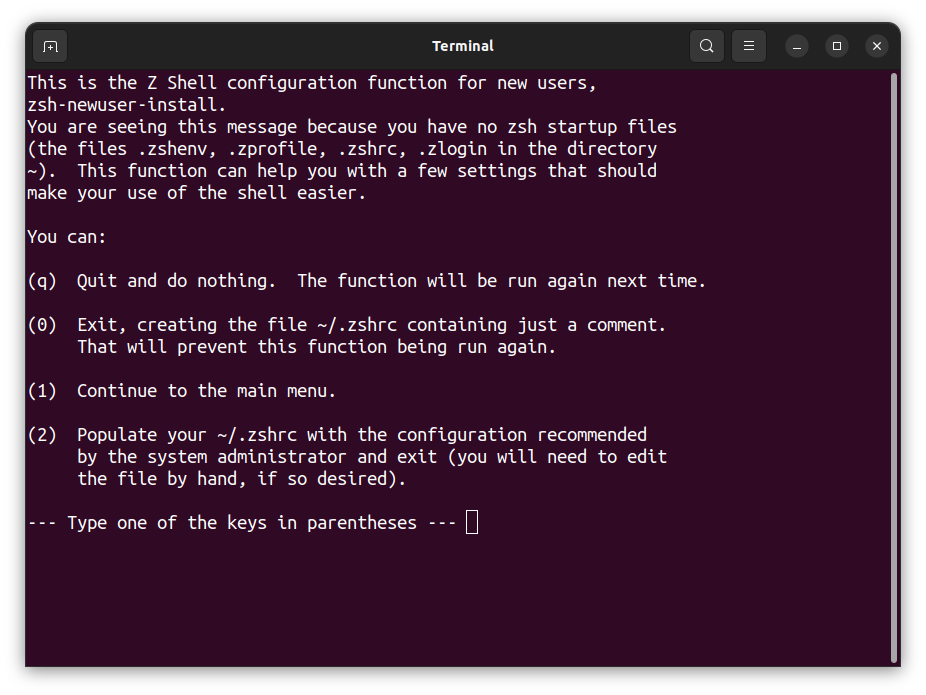 Terminal
This is the Z Shell configuration function for new users,
zsh-newuser-install.
You are seeing this message because you have no zsh startup files
(the files .zshenv, .zprofile, .zshrc, .zlogin in the directory
~).  This function can help you with a few settings that should
make your use of the shell easier.

You can:

(q)  Quit and do nothing.  The function will be run again next time.

(0)  Exit, creating the file ~/.zshrc containing just a comment.
     That will prevent this function being run again.

(1)  Continue to the main menu.

(2)  Populate your ~/.zshrc with the configuration recommended
     by the system administrator and exit (you will need to edit
     the file by hand, if so desired).

--- Type one of the keys in parentheses ---